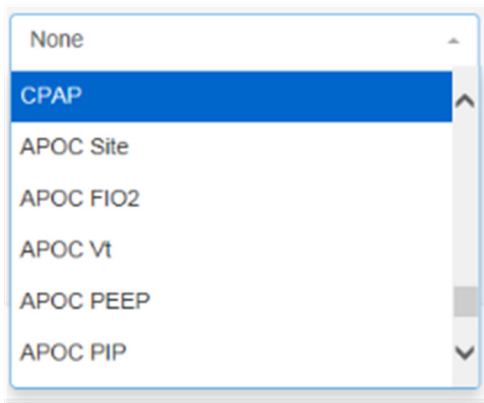 None
CPAP
APOC Site
APOC FIO2
APOC Vt
APOC PEEP
APOC PIP